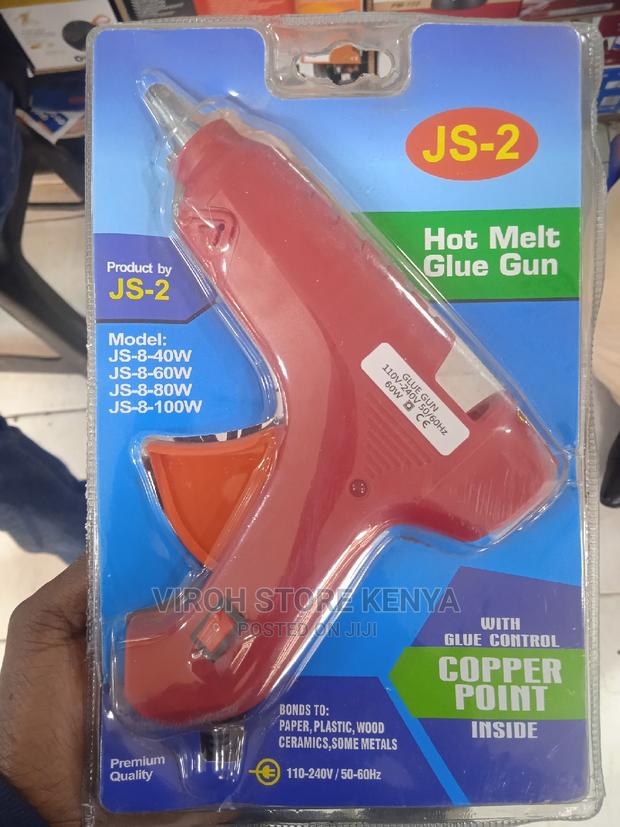 JS-2
Hot Melt
Glue Gun
Product by
JS-2
Model:
JS-8-40W
JS-8-60W
JS-8-80W
JS-8-100W
GLUE GUN
110V-240V 50/60Hz
60W CE
VIROH STORE KENYA
POSTED ON JIJI
WITH
GLUE CONTROL
COPPER
POINT
INSIDE
BONDS TO:
PAPER, PLASTIC, WOOD
CERAMICS,SOME METALS
Premium
Quality
110-240V / 50-60Hz